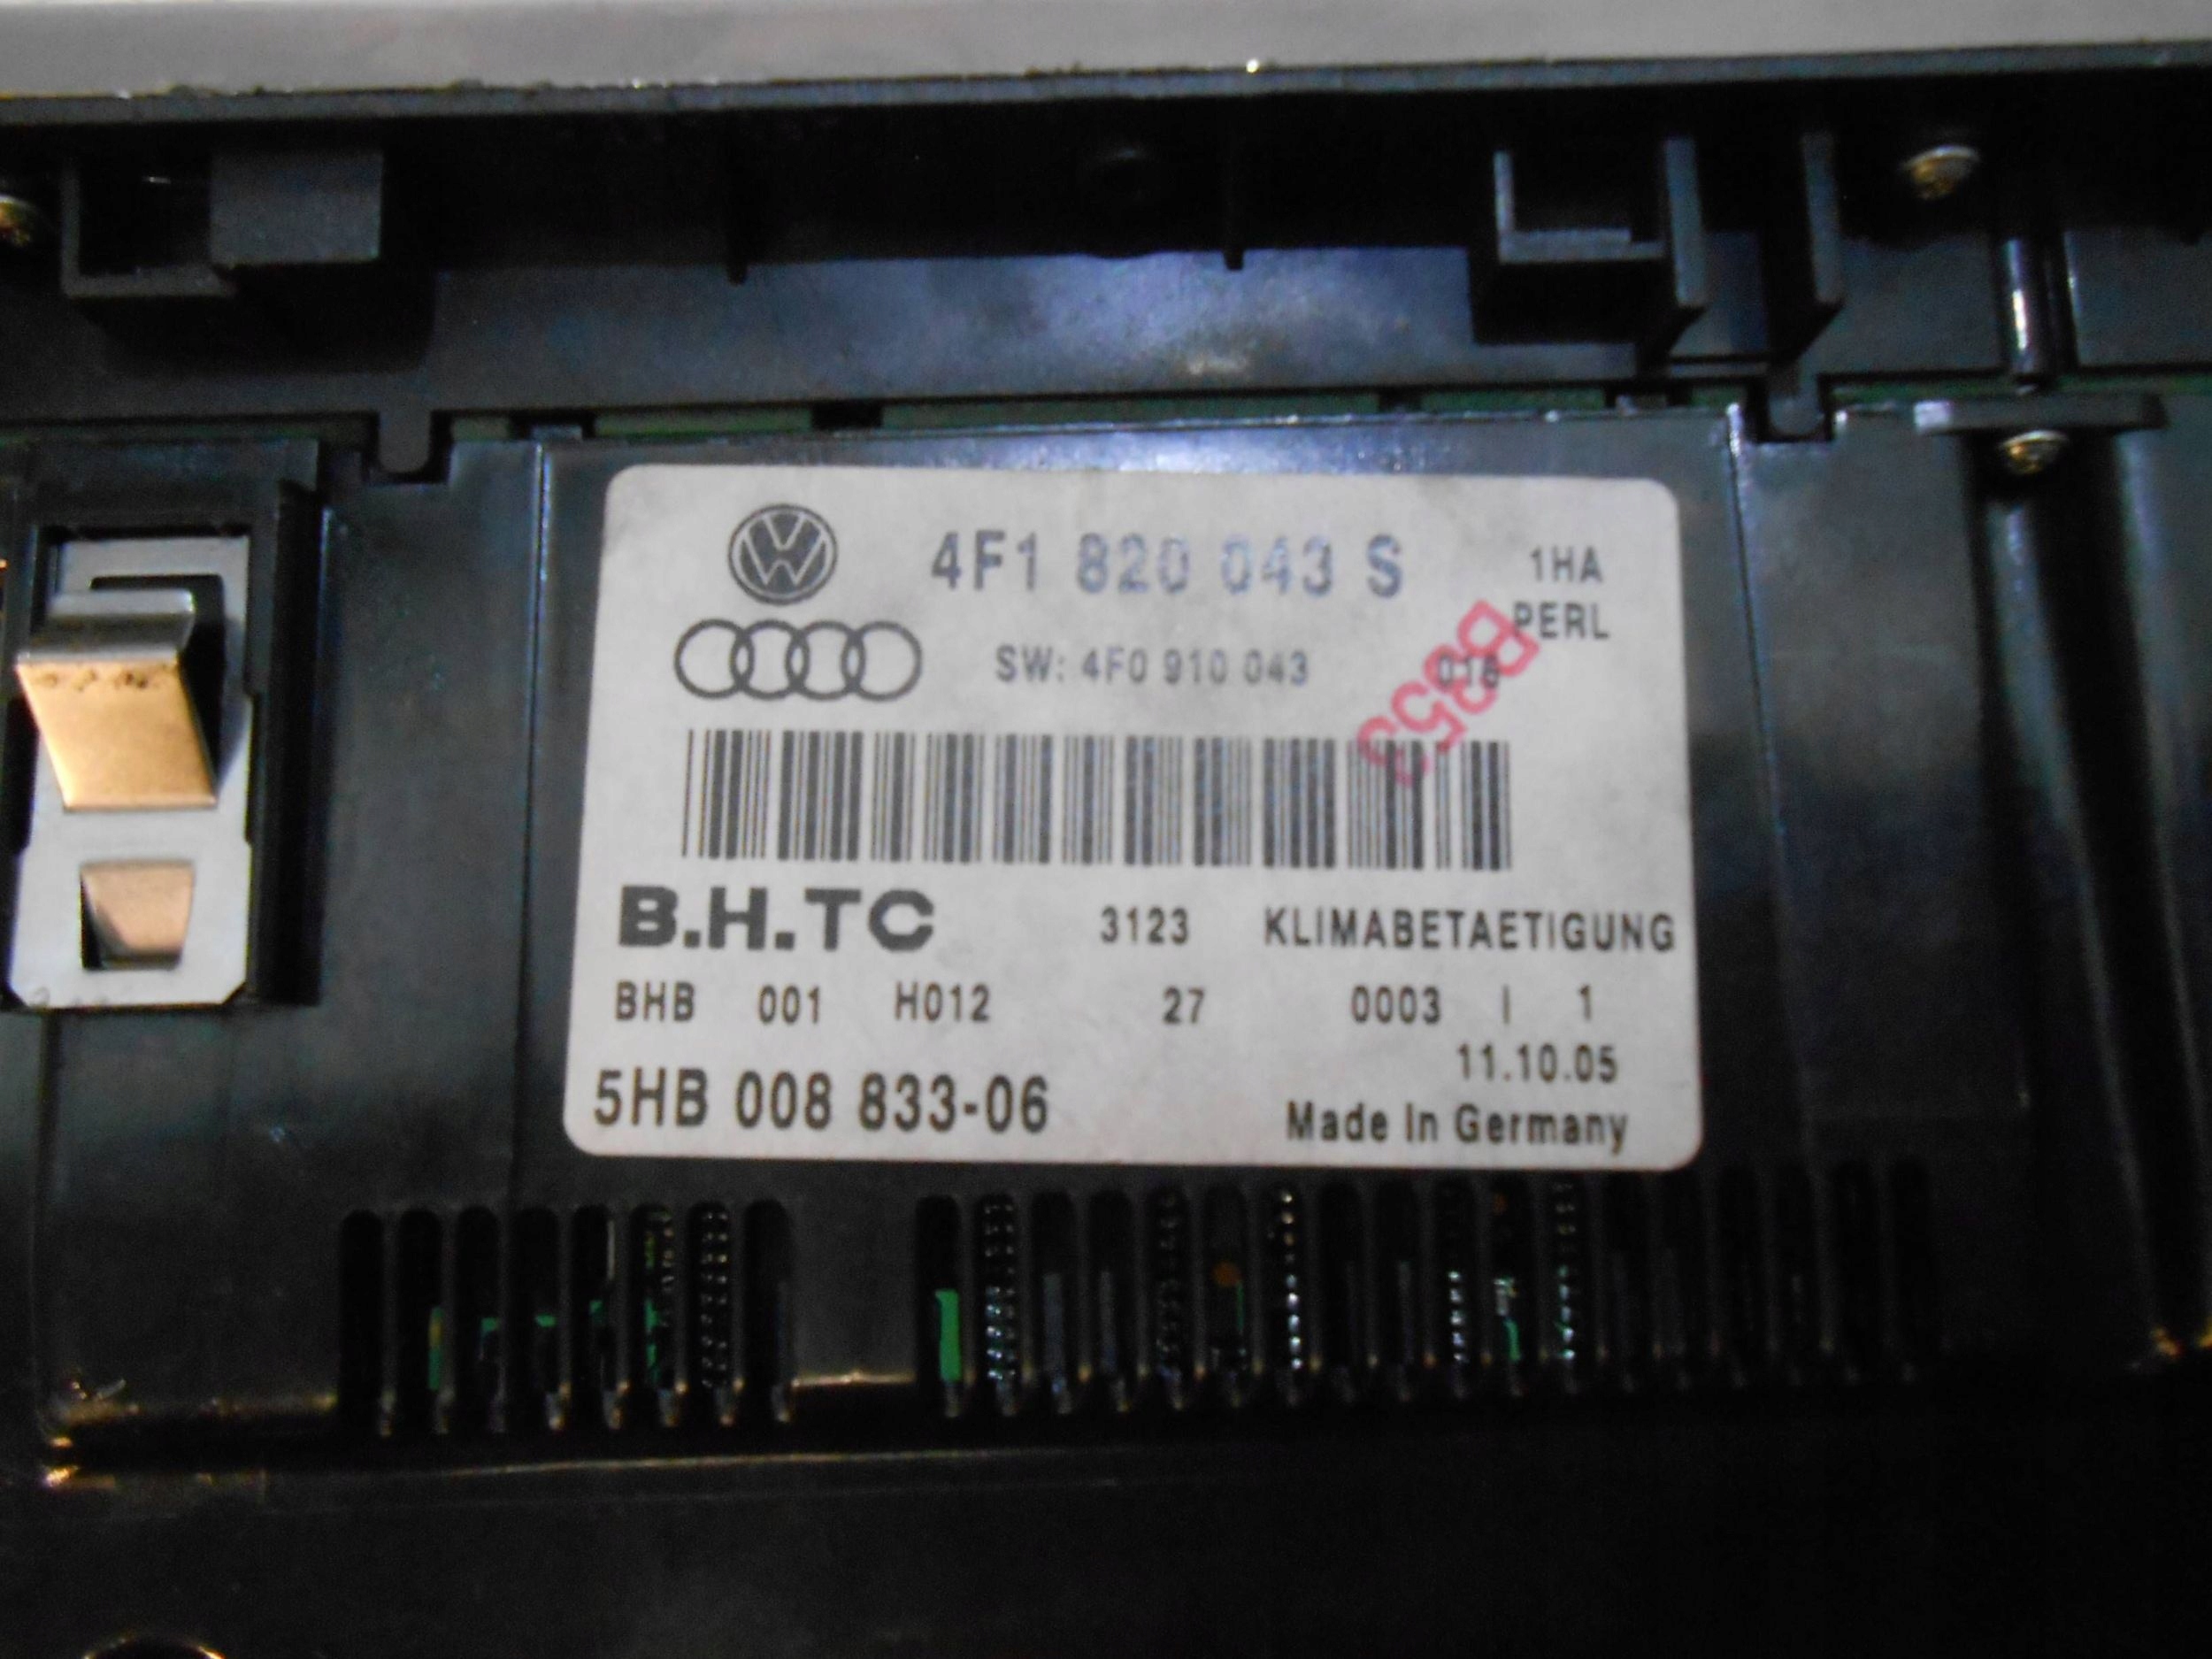 4F1 820 043 S 1HA
PERL
SW: 4F0 910 043
B.H.TC 3123 KLIMABETAETIGUNG
BHB 001 H012 27 0003 I 1
11.10.05
5HB 008 833-06
Made In Germany